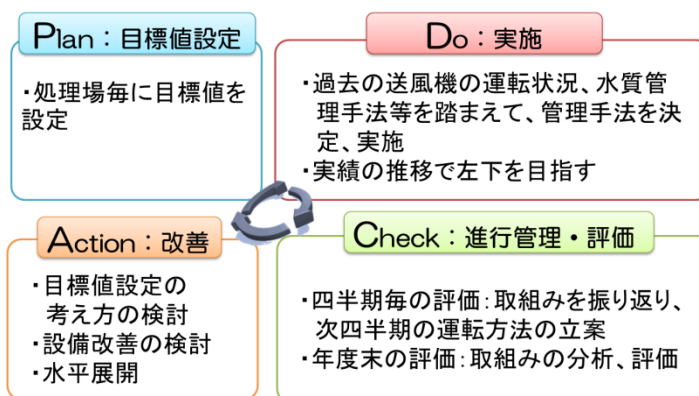 Plan：目標値設定
・処理場毎に目標値を
設定
Do：実施
・過去の送風機の運転状況、水質管
理手法等を踏まえて、管理手法を決
定、実施
・実績の推移で左下を目指す
Action：改善
・目標値設定の
考え方の検討
・設備改善の検討
・水平展開
Check：進行管理・評価
・四半期毎の評価：取組みを振り返り、
次四半期の運転方法の立案
・年度末の評価：取組みの分析、評価